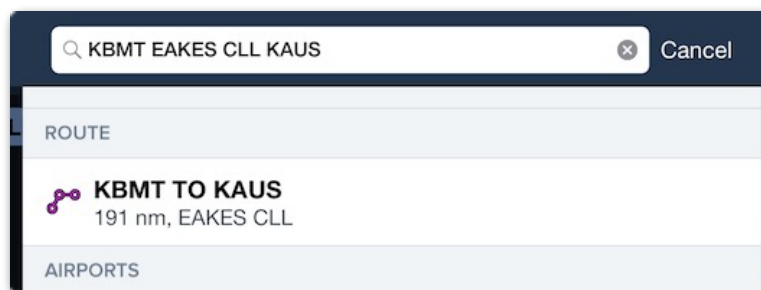 KBMT EAKES CLL KAUS
Cancel
L
ROUTE
KBMT TO KAUS
191 nm, EAKES CLL
AIRPORTS